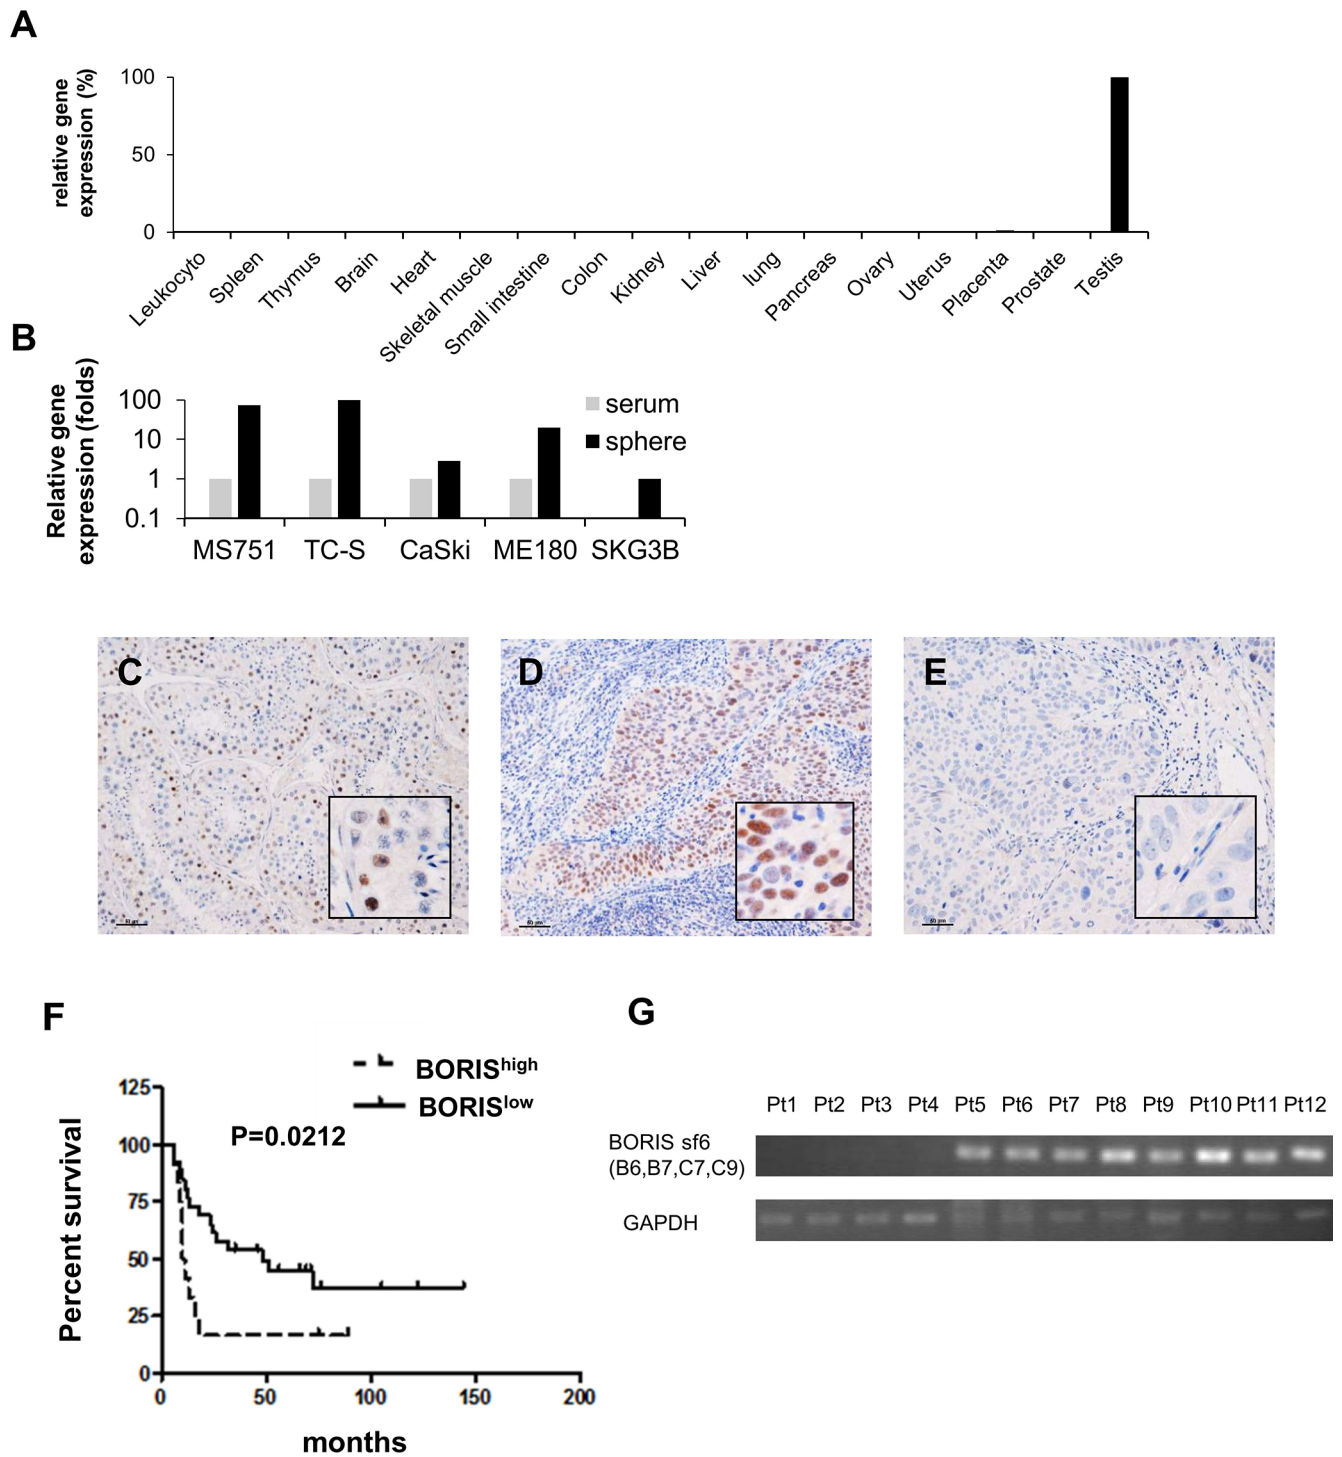 A
relative gene
expression (%)
100
50
0
Leukocyto
Spleen
Thymus
Brain
Heart
Skeletal muscle
Small intestine
Colon
Kidney
Liver
lung
Pancreas
Ovary
Uterus
Placenta
Prostate
Testis
B
Relative gene
expression (folds)
100
10
1
0.1
serum
sphere
MS751 TC-S CaSki ME180 SKG3B
C
D
E
F
BORIShigh
BORISlow
P=0.0212
Percent survival
125
100
75
50
25
0
0 50 100 150 200
months
G
Pt1 Pt2 Pt3 Pt4 Pt5 Pt6 Pt7 Pt8 Pt9 Pt10 Pt11 Pt12
BORIS sf6
(B6,B7,C7,C9)
GAPDH